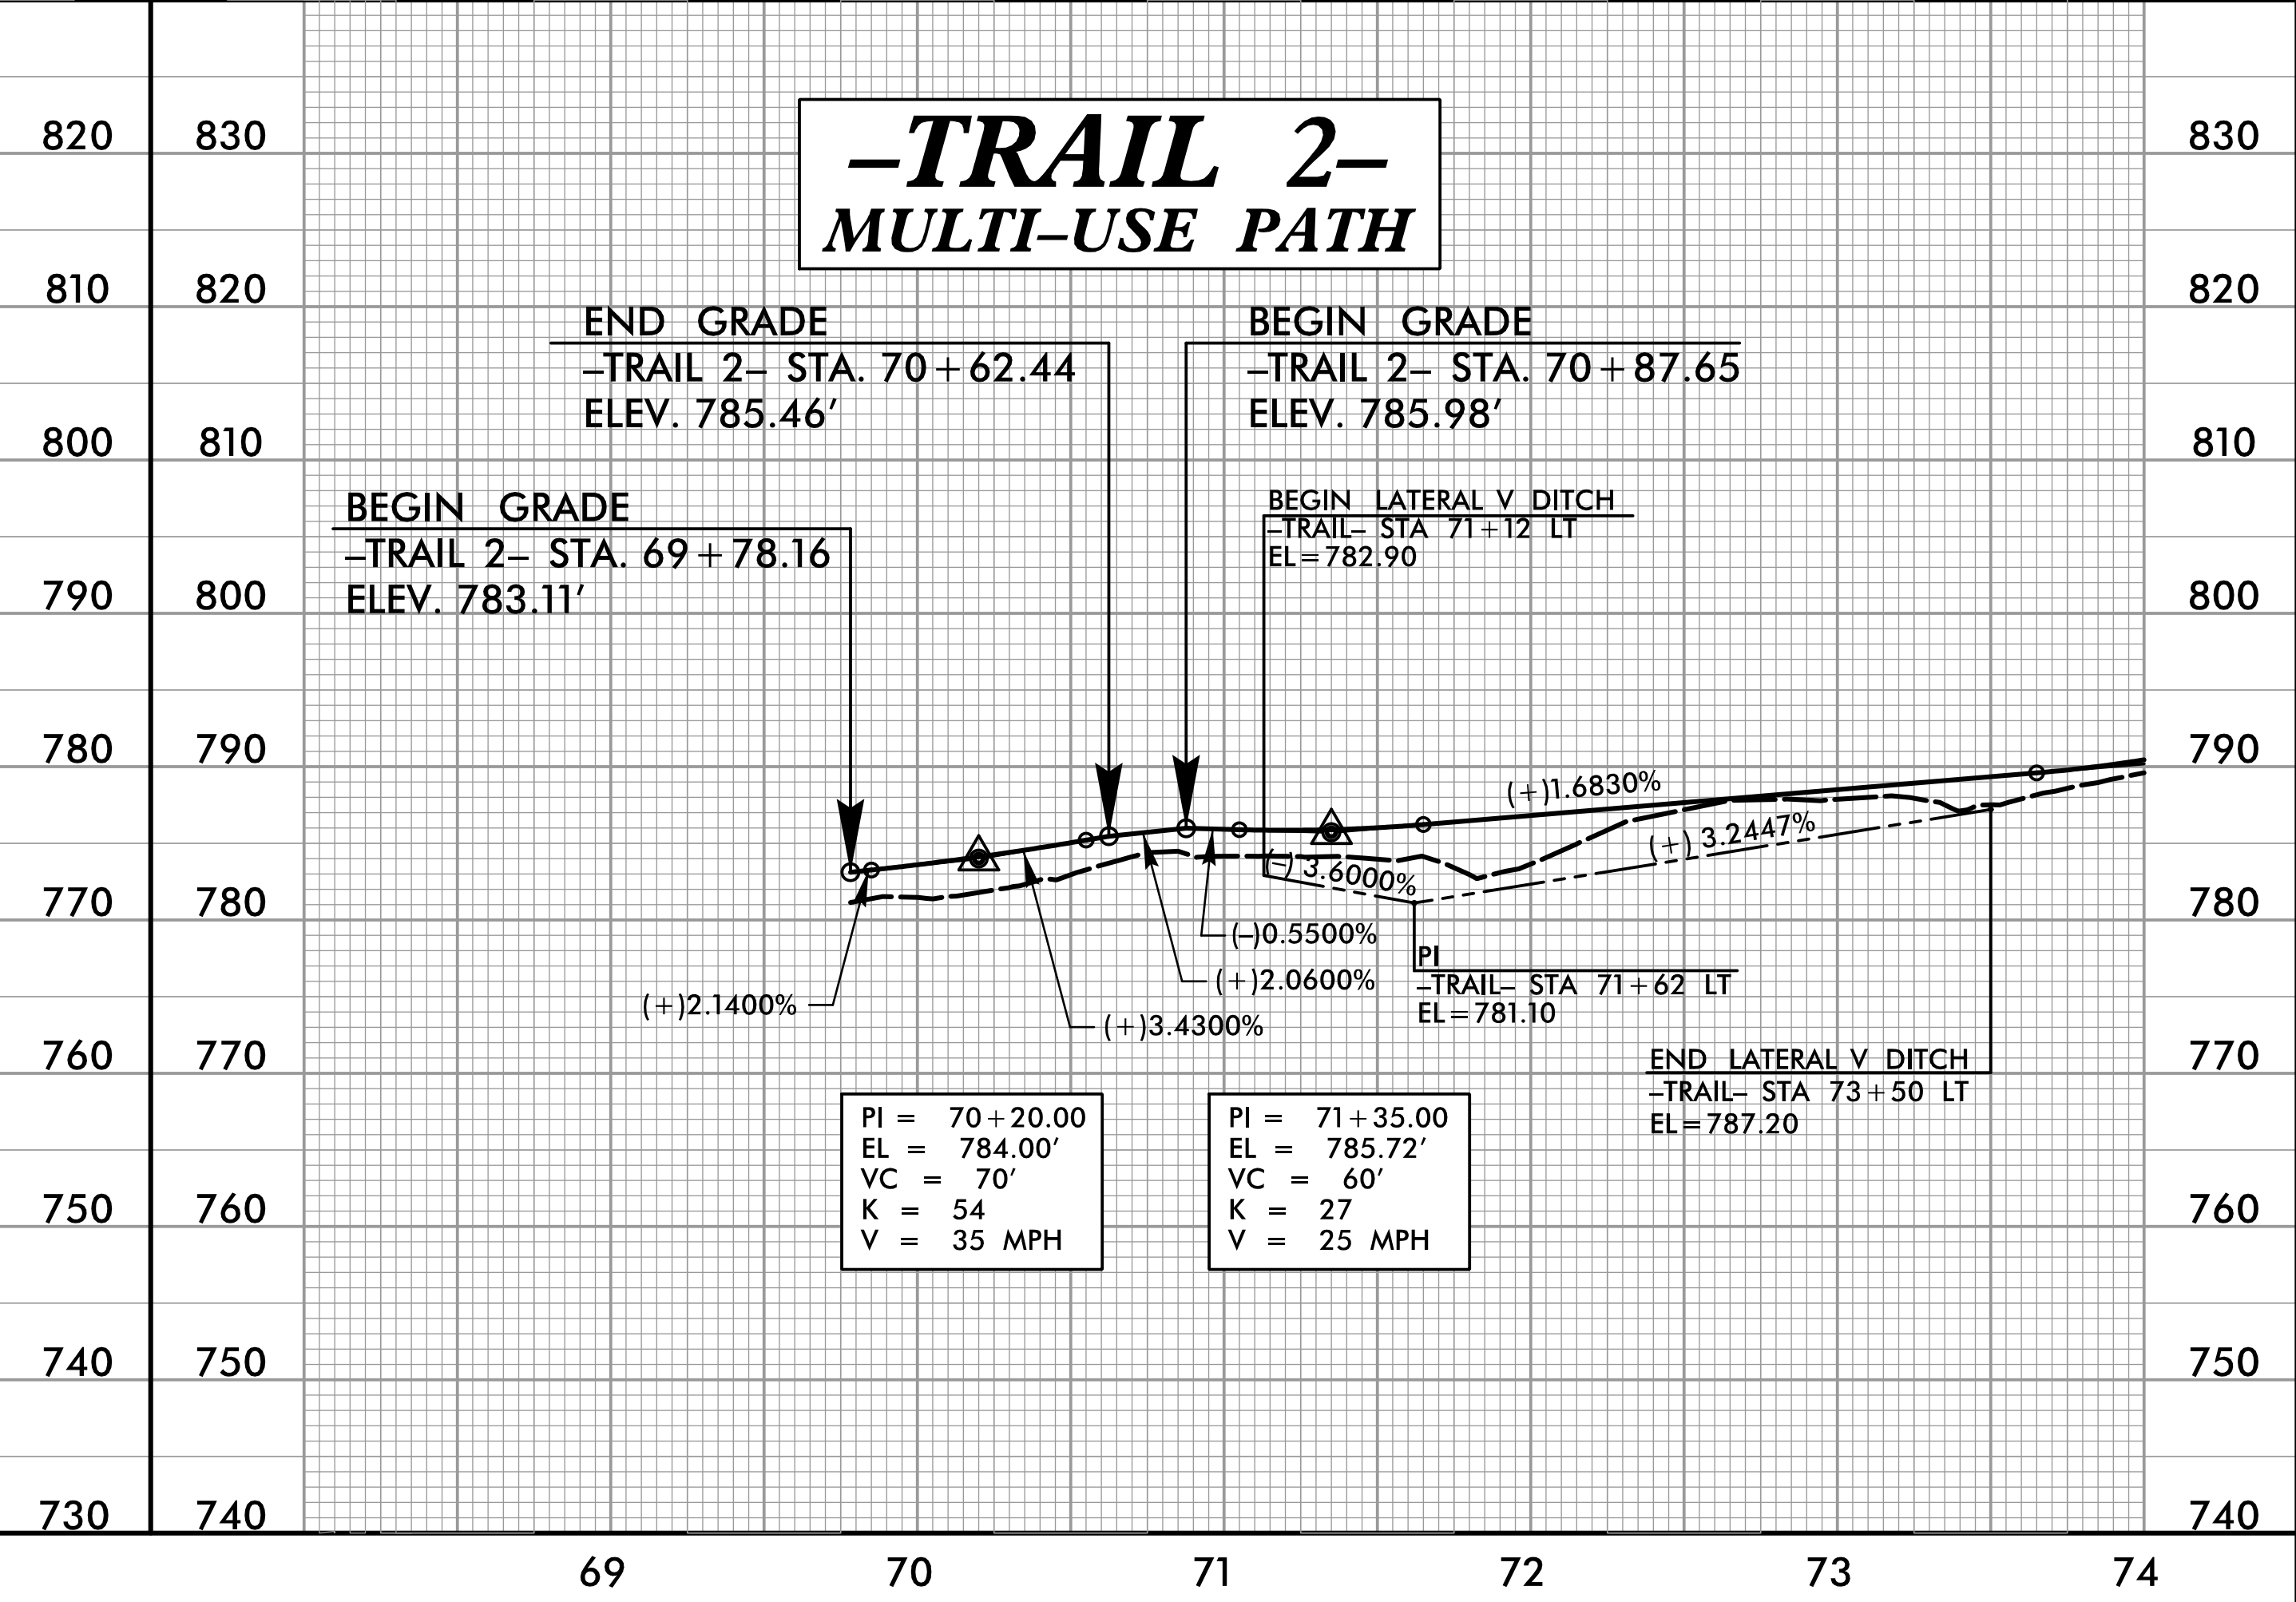 –TRAIL 2–
MULTI–USE PATH
820 830 830
810 820 820
END GRADE
–TRAIL 2– STA. 70+62.44
ELEV. 785.46′
BEGIN GRADE
–TRAIL 2– STA. 70+87.65
ELEV. 785.98′
800 810 810
BEGIN GRADE
–TRAIL 2– STA. 69+78.16
ELEV. 783.11′
BEGIN LATERAL V DITCH
–TRAIL– STA 71+12 LT
EL=782.90
790 800 800
780 790 790
(+)1.6830%
(+) 3.2447%
(–) 3.6000%
770 780 780
(–)0.5500%
(+)2.0600%
(+)2.1400%
(+)3.4300%
PI
–TRAIL– STA 71+62 LT
EL=781.10
760 770 770
END LATERAL V DITCH
–TRAIL– STA 73+50 LT
EL=787.20
PI = 70+20.00
EL = 784.00′
VC = 70′
K = 54
V = 35 MPH
PI = 71+35.00
EL = 785.72′
VC = 60′
K = 27
V = 25 MPH
750 760 760
740 750 750
730 740 740
69 70 71 72 73 74